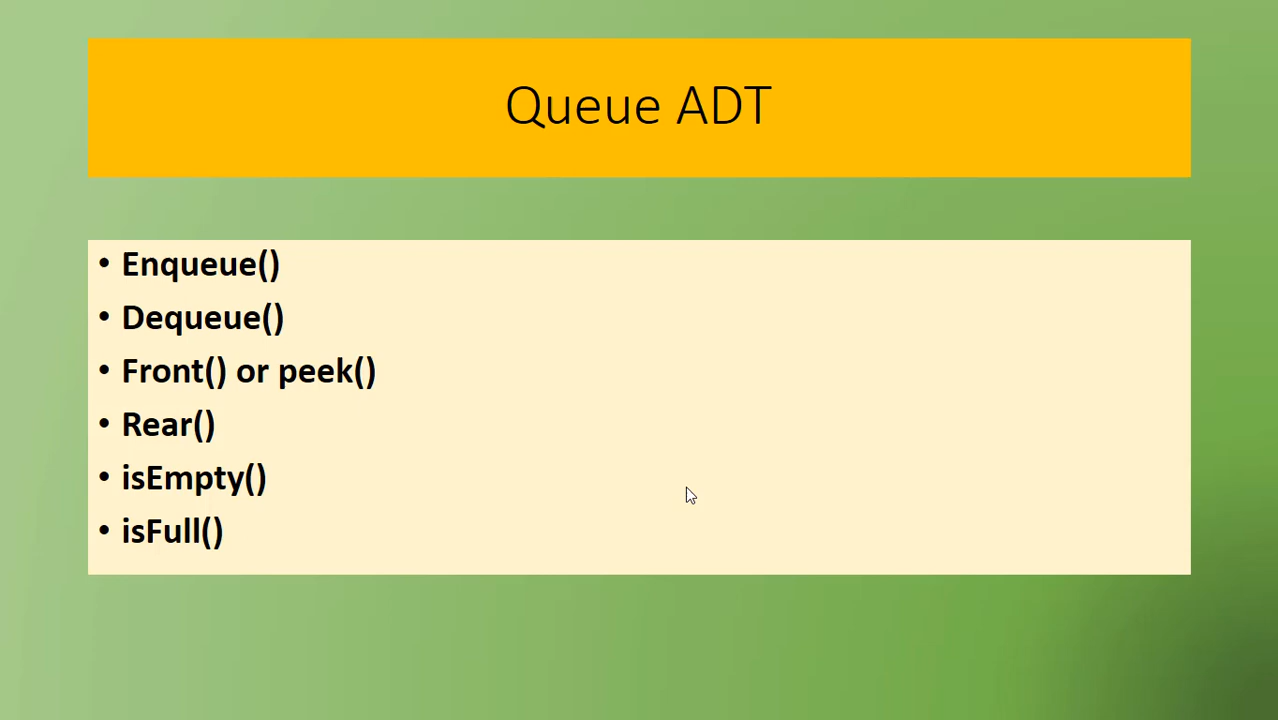 Queue ADT
• Enqueue()
• Dequeue()
• Front() or peek()
• Rear()
• isEmpty()
• isFull()